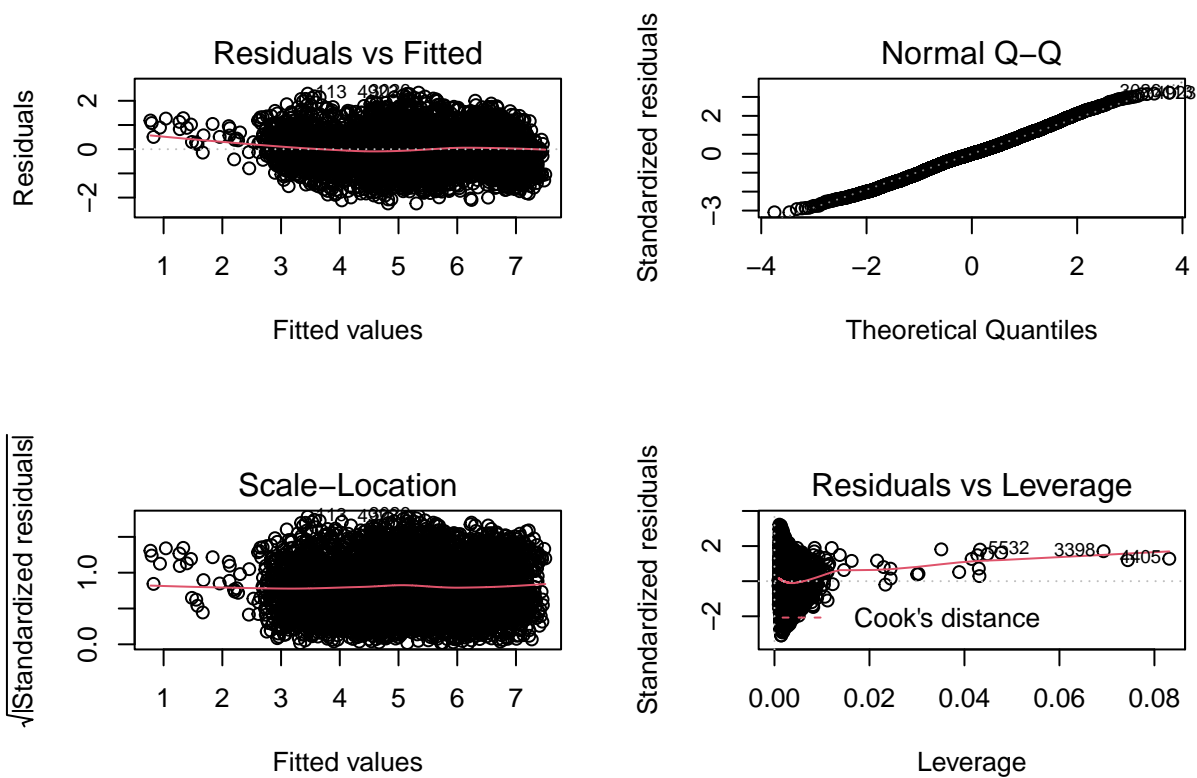 Residuals vs Fitted
Residuals
2
0
−2
113
1 2 3 4 5 6 7
Fitted values
Normal Q−Q
Standardized residuals
2
0
−3
−4 −2 0 2 4
Theoretical Quantiles
Scale−Location
√|Standardized residuals|
1.0
0.0
113
1 2 3 4 5 6 7
Fitted values
Residuals vs Leverage
Standardized residuals
2
−2
5532
3398
4405
Cook's distance
0.00 0.02 0.04 0.06 0.08
Leverage